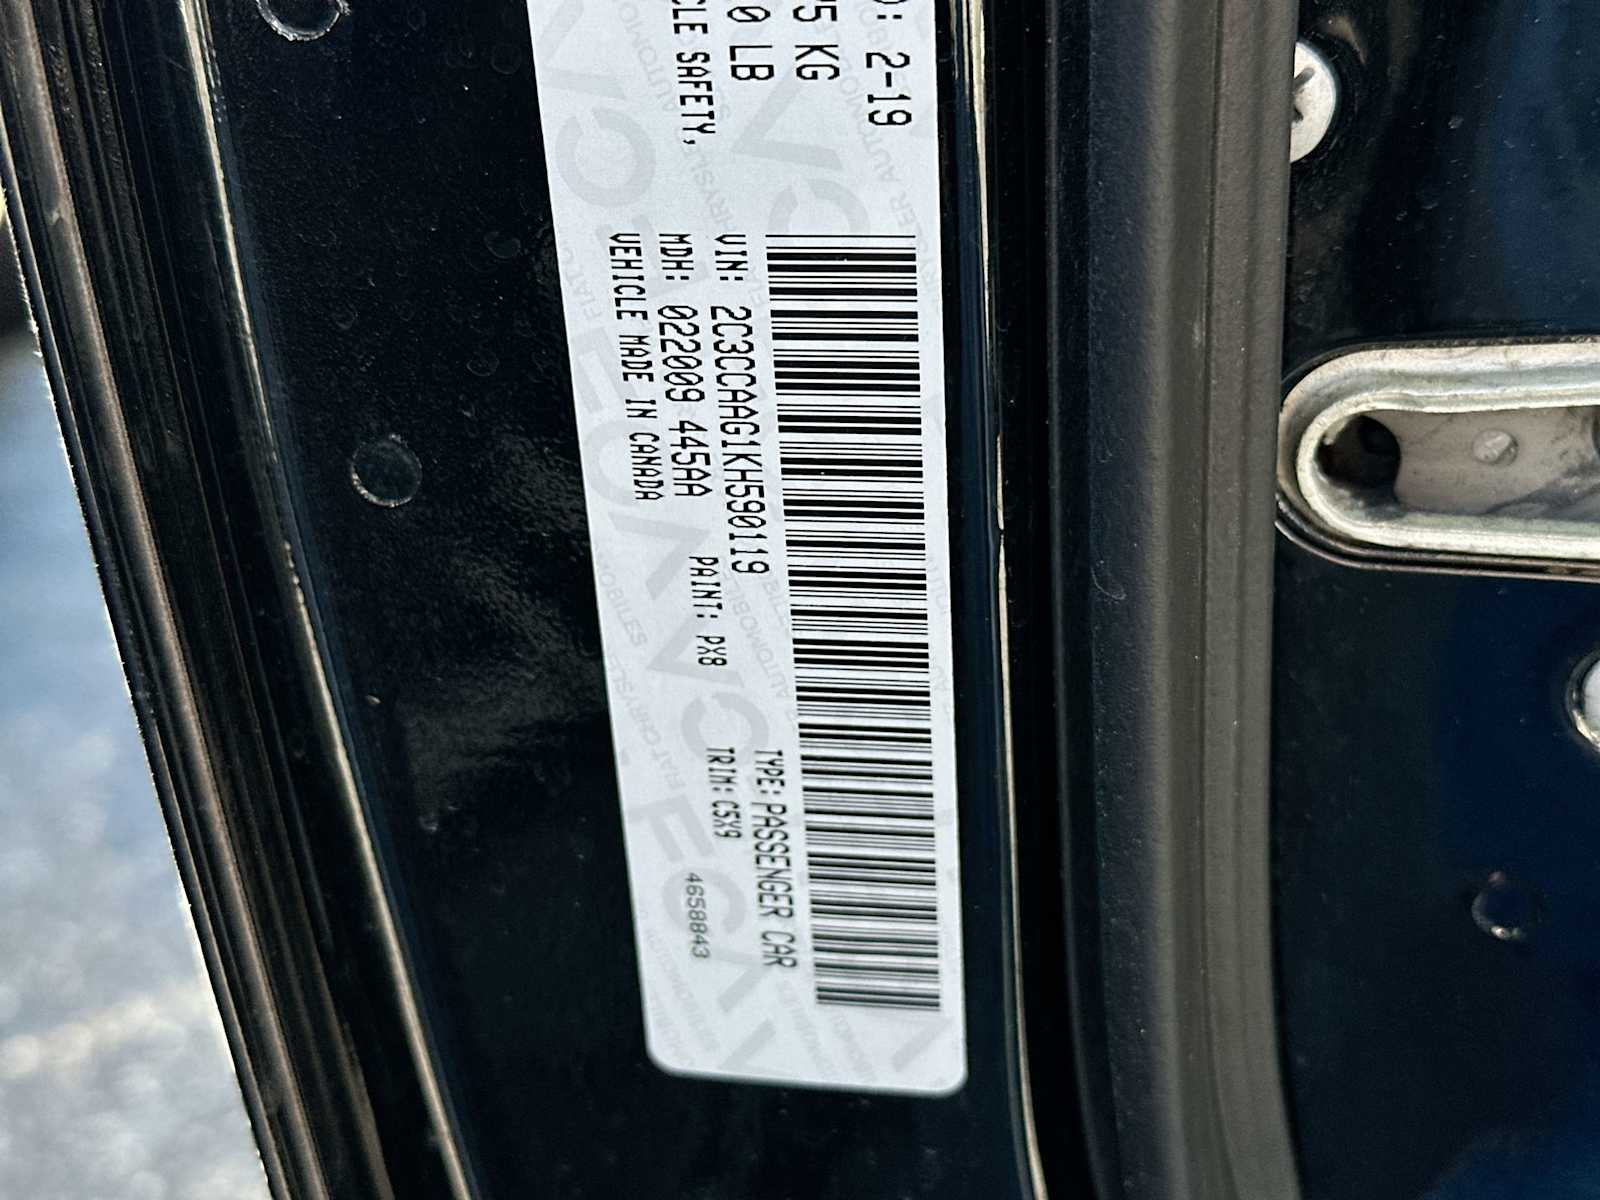 D: 2-19
5 KG
0 LB
CLE SAFETY,
VIN: 2C3CCAAG1KH590119
TYPE: PASSENGER CAR
MDH: 022009 445AA PAINT: PX8 TRIM: C5X9
VEHICLE MADE IN CANADA
4658843